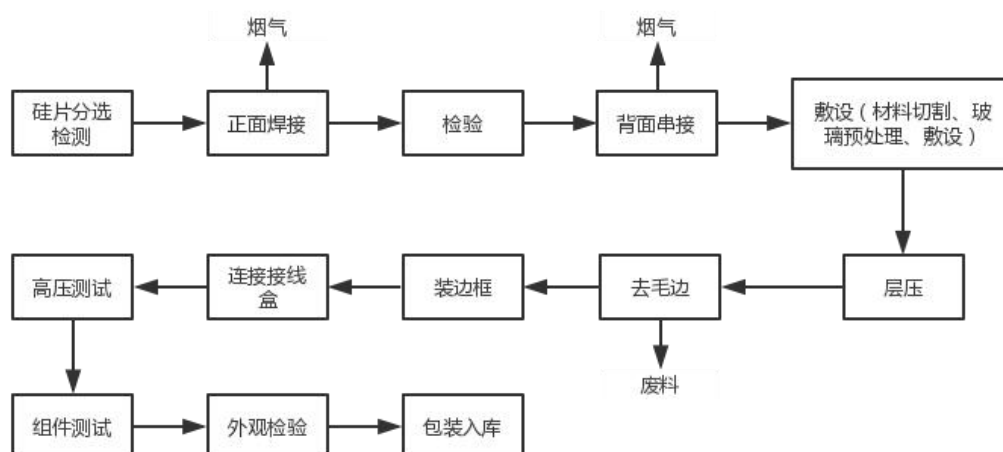 烟气
烟气
硅片分选
检测
正面焊接
检验
背面串接
敷设（材料切割、玻
璃预处理、敷设）
高压测试
连接接线
盒
装边框
去毛边
层压
废料
组件测试
外观检验
包装入库